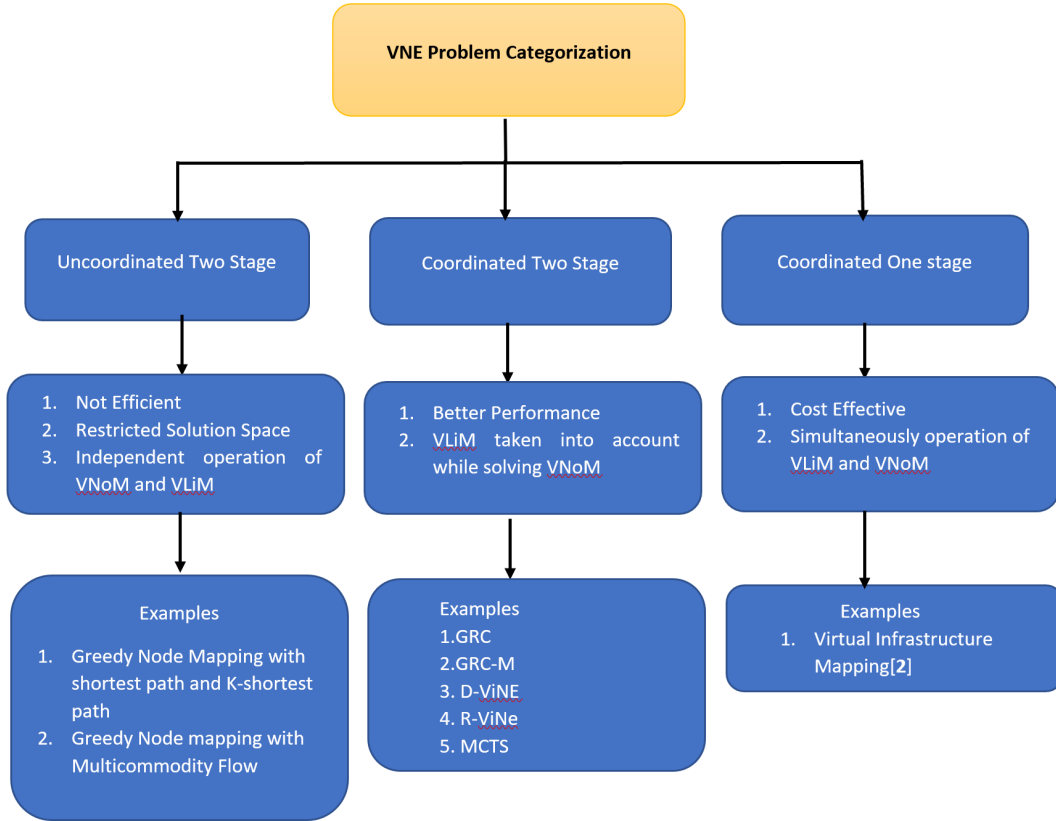 VNE Problem Categorization
Uncoordinated Two Stage
Coordinated Two Stage
Coordinated One stage
1. Not Efficient
2. Restricted Solution Space
3. Independent operation of
VNoM and VLiM
1. Better Performance
2. VLiM taken into account
while solving VNoM
1. Cost Effective
2. Simultaneously operation of
VLiM and VNoM
Examples
1. Greedy Node Mapping with
shortest path and K-shortest
path
2. Greedy Node mapping with
Multicommodity Flow
Examples
1.GRC
2.GRC-M
3. D-ViNE
4. R-ViNe
5. MCTS
Examples
1. Virtual Infrastructure
Mapping[2]